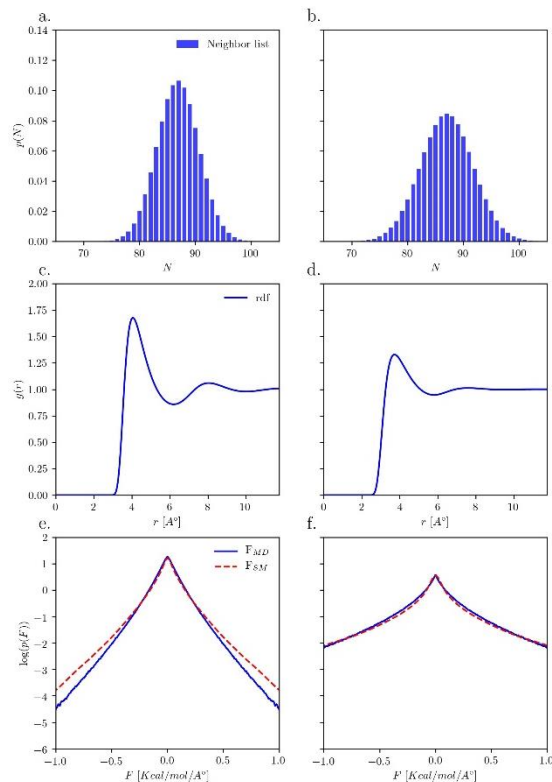 a.
b.
0.14
0.12
0.10
0.08
0.06
0.04
0.02
0.00
p(N)
Neighbor list
70 80 90 100
N
70 80 90 100
N
c.
d.
2.00
1.75
1.50
1.25
1.00
0.75
0.50
0.25
0.00
g(r)
rdf
0 2 4 6 8 10
r [A°]
0 2 4 6 8 10
r [A°]
e.
f.
2
1
0
−1
−2
−3
−4
−5
−6
log(p(F))
F_MD
F_SM
−1.0 −0.5 0.0 0.5 1.0
F [Kcal/mol/A°]
−1.0 −0.5 0.0 0.5 1.0
F [Kcal/mol/A°]